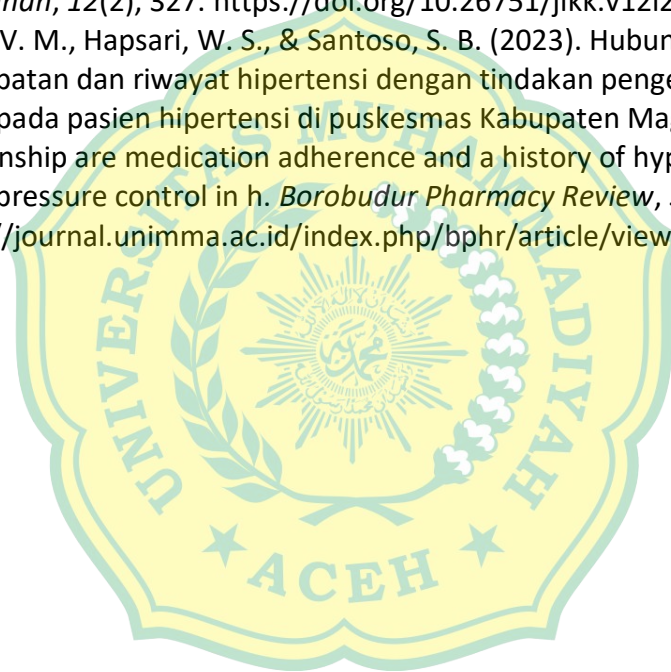 12(2), 327. https://doi.org/10.26751/jikk.v12i2
V. M., Hapsari, W. S., & Santoso, S. B. (2023). Hubun
patan dan riwayat hipertensi dengan tindakan penge
pada pasien hipertensi di puskesmas Kabupaten Ma
nship are medication adherence and a history of hyp
pressure control in h. Borobudur Pharmacy Review,
//journal.unimma.ac.id/index.php/bphr/article/view
UNIVERSITAS MUHAMMADIYAH
محمدية
ACEH